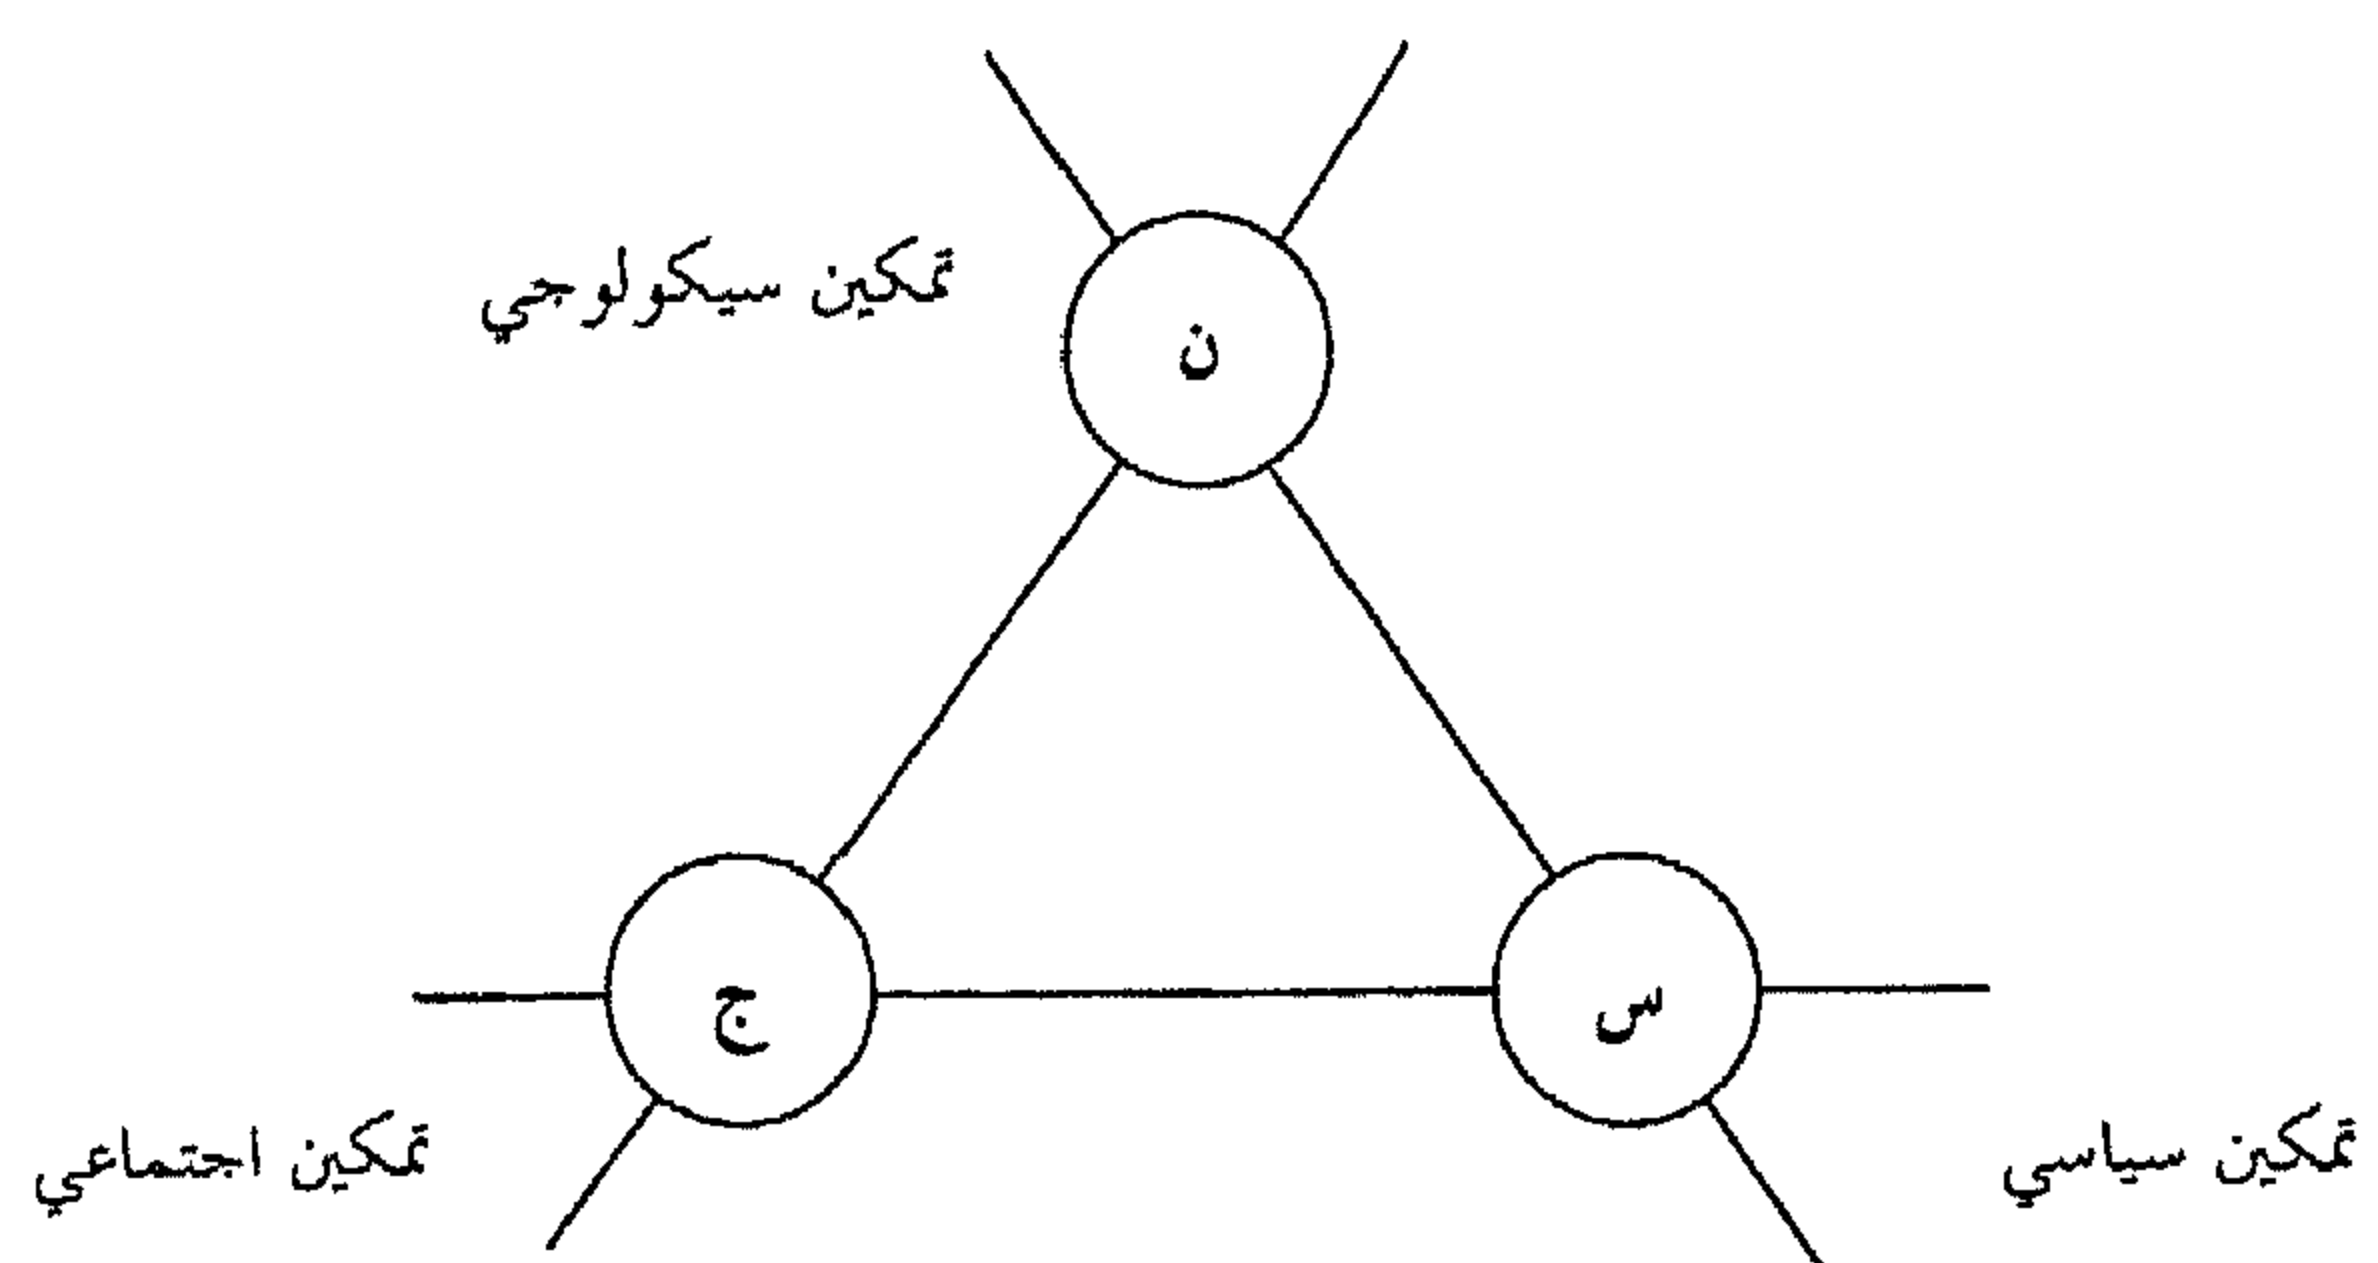 تمكين سيكولوجي
ن
س
ج
تمكين سياسي
تمكين اجتماعي